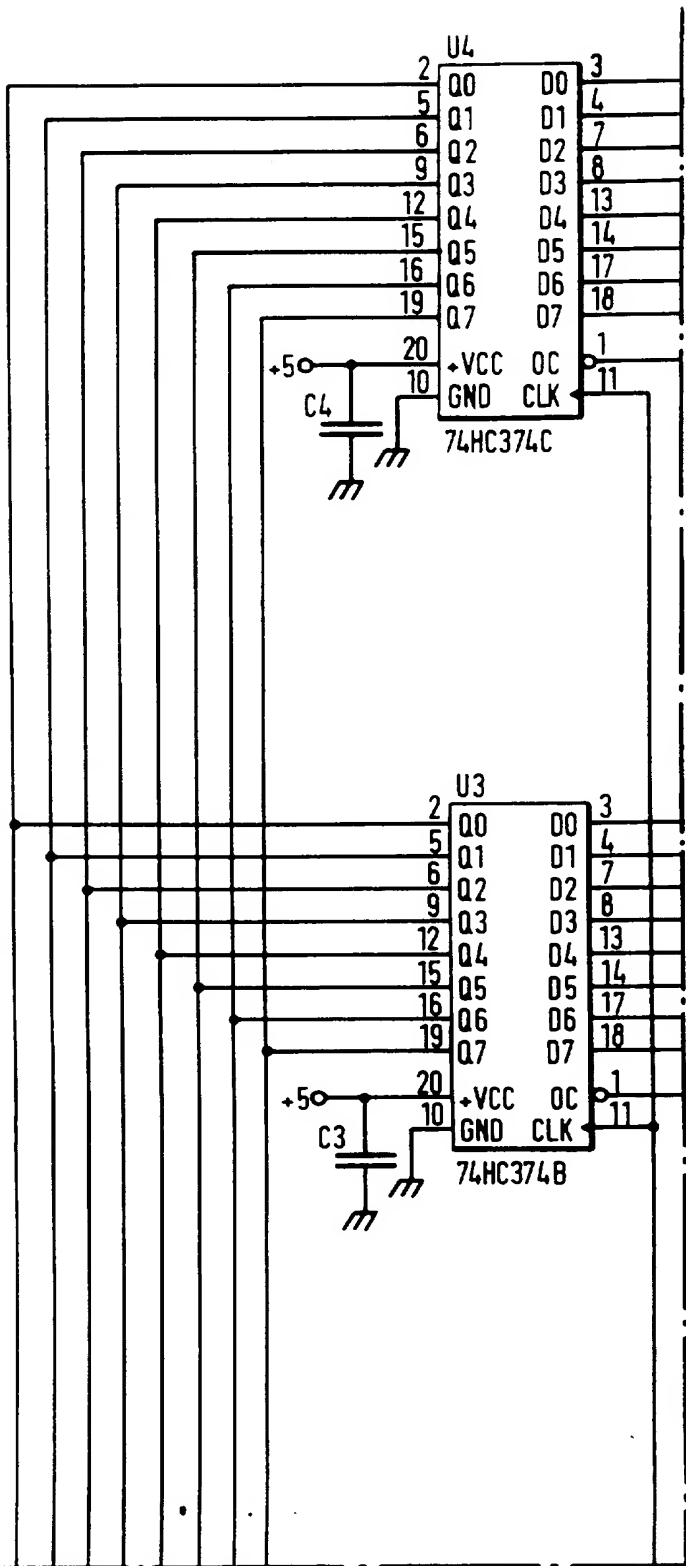 U4
2 Q0 D0 3
5 Q1 D1 4
6 Q2 D2 7
9 Q3 D3 8
12 Q4 D4 13
15 Q5 D5 14
16 Q6 D6 17
19 Q7 D7 18
+5 20 +VCC OC 1
C4 10 GND CLK 11
74HC374C
U3
2 Q0 D0 3
5 Q1 D1 4
6 Q2 D2 7
9 Q3 D3 8
12 Q4 D4 13
15 Q5 D5 14
16 Q6 D6 17
19 Q7 D7 18
+5 20 +VCC OC 1
C3 10 GND CLK 11
74HC374B